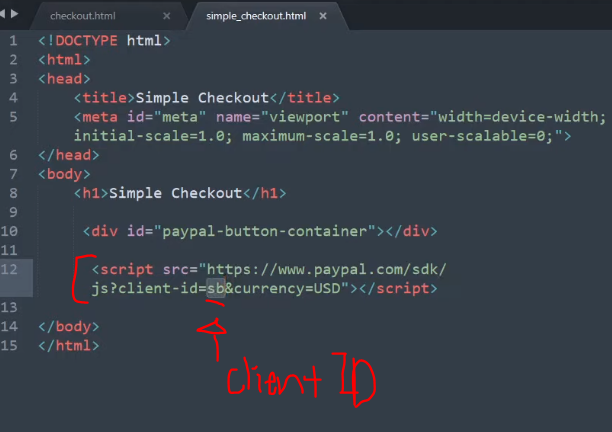 checkout.html × simple_checkout.html ×
1 <!DOCTYPE html>
2 <html>
3 <head>
4 <title>Simple Checkout</title>
5 <meta id="meta" name="viewport" content="width=device-width;
initial-scale=1.0; maximum-scale=1.0; user-scalable=0;">
6 </head>
7 <body>
8 <h1>Simple Checkout</h1>
9
10 <div id="paypal-button-container"></div>
11
12 <script src="https://www.paypal.com/sdk/
js?client-id=sb&currency=USD"></script>
13
14 </body>
15 </html>
client ID